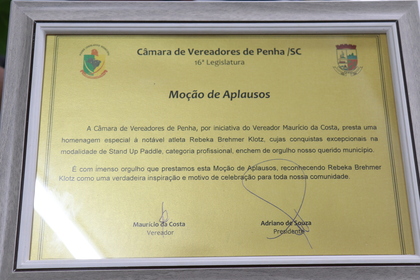 Câmara de Vereadores de Penha /SC
16ª Legislatura
Moção de Aplausos
A Câmara de Vereadores de Penha, por iniciativa do Vereador Maurício da Costa, presta uma
homenagem especial à notável atleta Rebeka Brehmer Klotz, cujas conquistas excepcionais na
modalidade de Stand Up Paddle, categoria profissional, enchem de orgulho nosso querido município.
É com imenso orgulho que prestamos esta Moção de Aplausos, reconhecendo Rebeka Brehmer
Klotz como uma verdadeira inspiração e motivo de celebração para toda nossa comunidade.
Maurício da Costa
Vereador
Adriano de Souza
Presidente